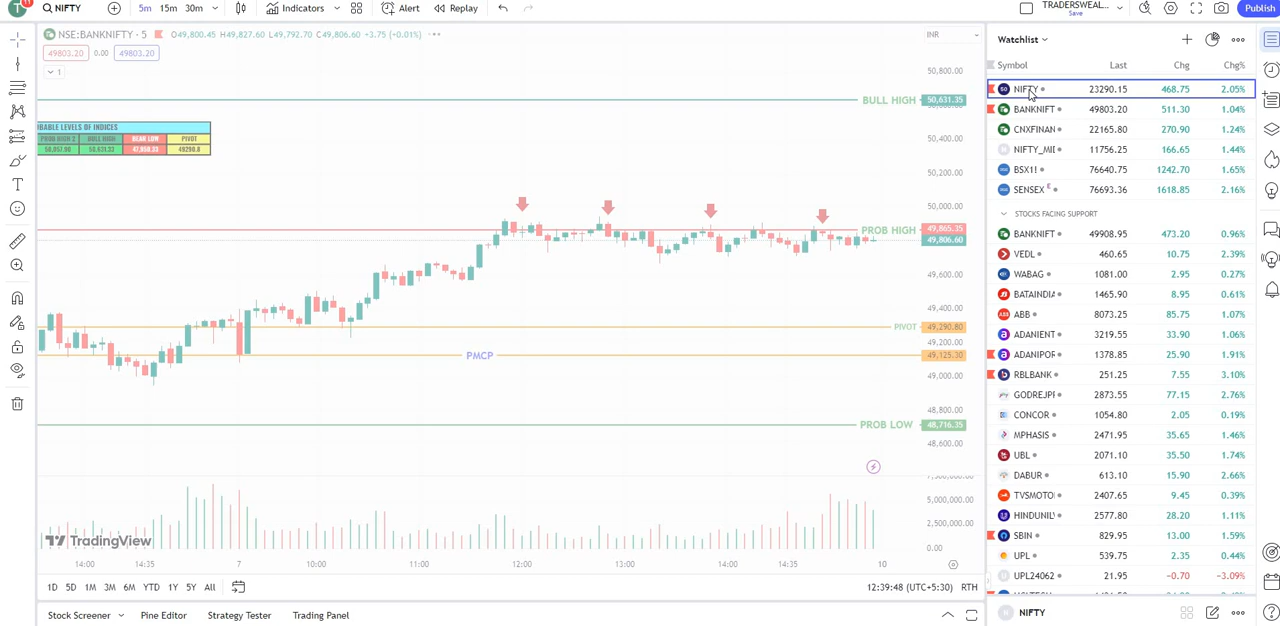 T 11 NIFTY 5m 15m 30m Indicators Alert Replay TRADERSWEAL... Save Publish
NSE:BANKNIFTY · 5 O49,800.45 H49,827.60 L49,792.70 C49,806.60 +3.75 (+0.01%)
49803.20 0.00 49803.20
1
INR
50,800.00
BULL HIGH 50,631.35
OBABLE LEVELS OF INDICES
PROB HIGH 2 BULL HIGH BEAR LOW PIVOT
50,400.00
50,200.00
50,000.00
PROB HIGH 49,865.35
49,806.60
49,600.00
49,400.00
PIVOT 49,290.80
49,200.00
PMCP 49,125.30
49,000.00
48,800.00
PROB LOW 48,716.35
48,600.00
5,000,000.00
2,500,000.00
0.00
TradingView
14:00 14:35 7 10:00 11:00 12:00 13:00 14:00 14:35 10
1D 5D 1M 3M 6M YTD 1Y 5Y All 12:39:48 (UTC+5:30) RTH
Stock Screener Pine Editor Strategy Tester Trading Panel
Watchlist
Symbol Last Chg Chg%
NIFTY 23290.15 468.75 2.05%
BANKNIFT 49803.20 511.30 1.04%
CNXFINAN 22165.80 270.90 1.24%
NIFTY_MIE 11756.25 166.65 1.44%
BSX1! 76640.75 1242.70 1.65%
SENSEX E 76693.36 1618.85 2.16%
STOCKS FACING SUPPORT
BANKNIFT 49908.95 473.20 0.96%
VEDL 460.65 10.75 2.39%
WABAG 1081.00 2.95 0.27%
BATAINDIA 1465.90 8.95 0.61%
ABB 8073.25 85.75 1.07%
ADANIENT 3219.55 33.90 1.06%
ADANIPOR 1378.85 25.90 1.91%
RBLBANK 251.25 7.55 3.10%
GODREJPF 2873.55 77.15 2.76%
CONCOR 1054.80 2.05 0.19%
MPHASIS 2471.95 35.65 1.46%
UBL 2071.10 35.50 1.74%
DABUR 613.10 15.90 2.66%
TVSMOTO 2407.65 9.45 0.39%
HINDUNIL 2577.80 28.20 1.11%
SBIN 829.95 13.00 1.59%
UPL 539.75 2.35 0.44%
UPL24062 21.95 −0.70 −3.09%
NIFTY